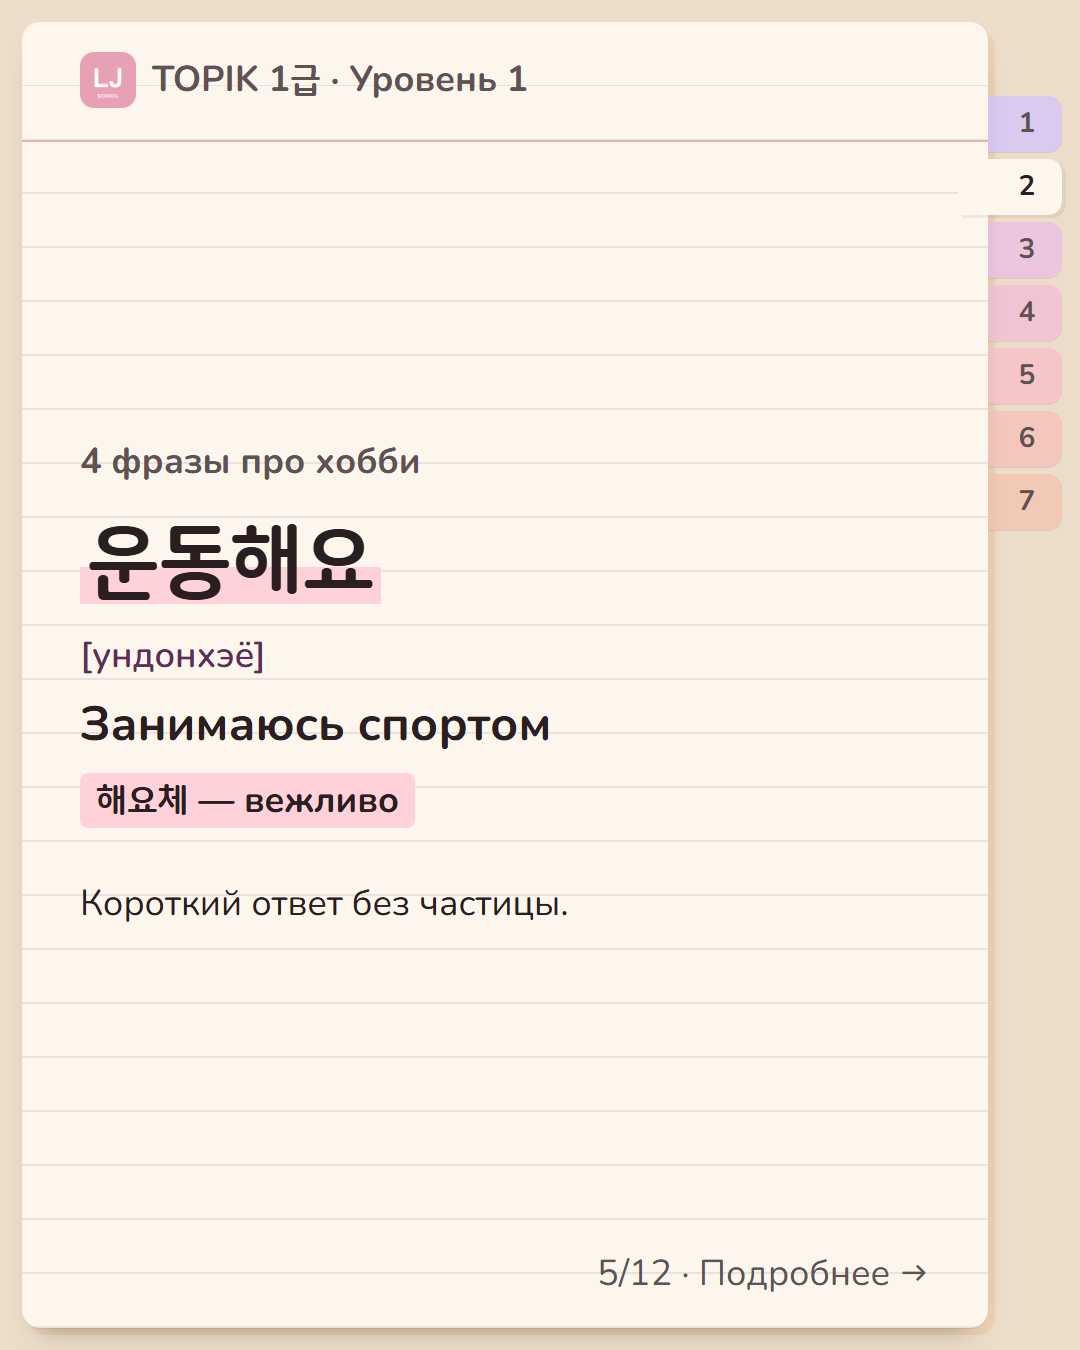 LJ
SCHOOL
TOPIK 1급 · Уровень 1
1
2
3
4
5
6
7
4 фразы про хобби
운동해요
[ундонхэё]
Занимаюсь спортом
해요체 — вежливо
Короткий ответ без частицы.
5/12 · Подробнее →